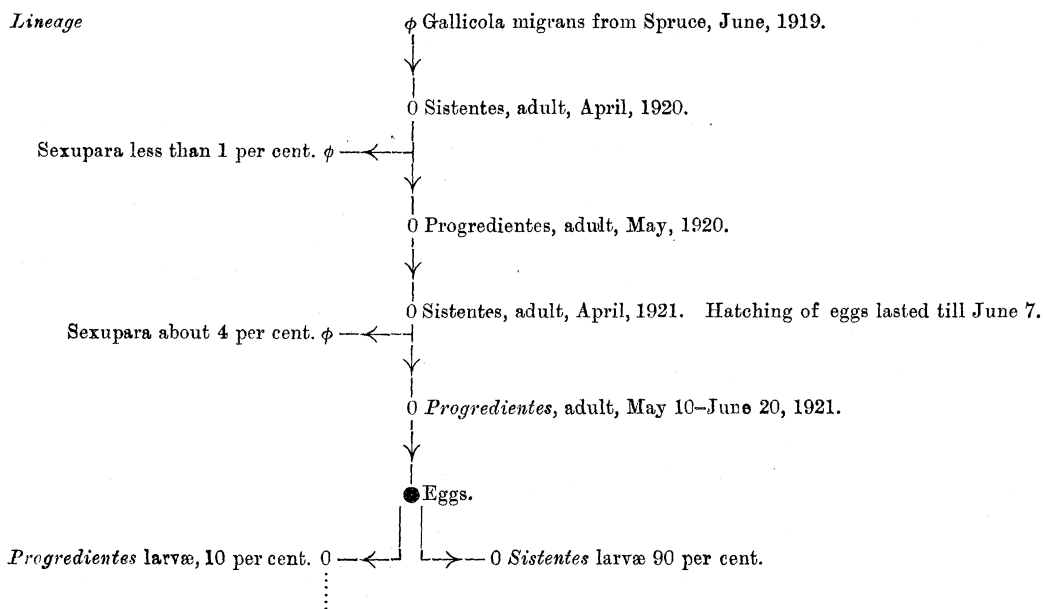 Lineage
ϕ Gallicola migrans from Spruce, June, 1919.
0 Sistentes, adult, April, 1920.
Sexupara less than 1 per cent. ϕ
0 Progredientes, adult, May, 1920.
0 Sistentes, adult, April, 1921. Hatching of eggs lasted till June 7.
Sexupara about 4 per cent. ϕ
0 Progredientes, adult, May 10–June 20, 1921.
Eggs.
Progredientes larvæ, 10 per cent. 0 0 Sistentes larvæ 90 per cent.